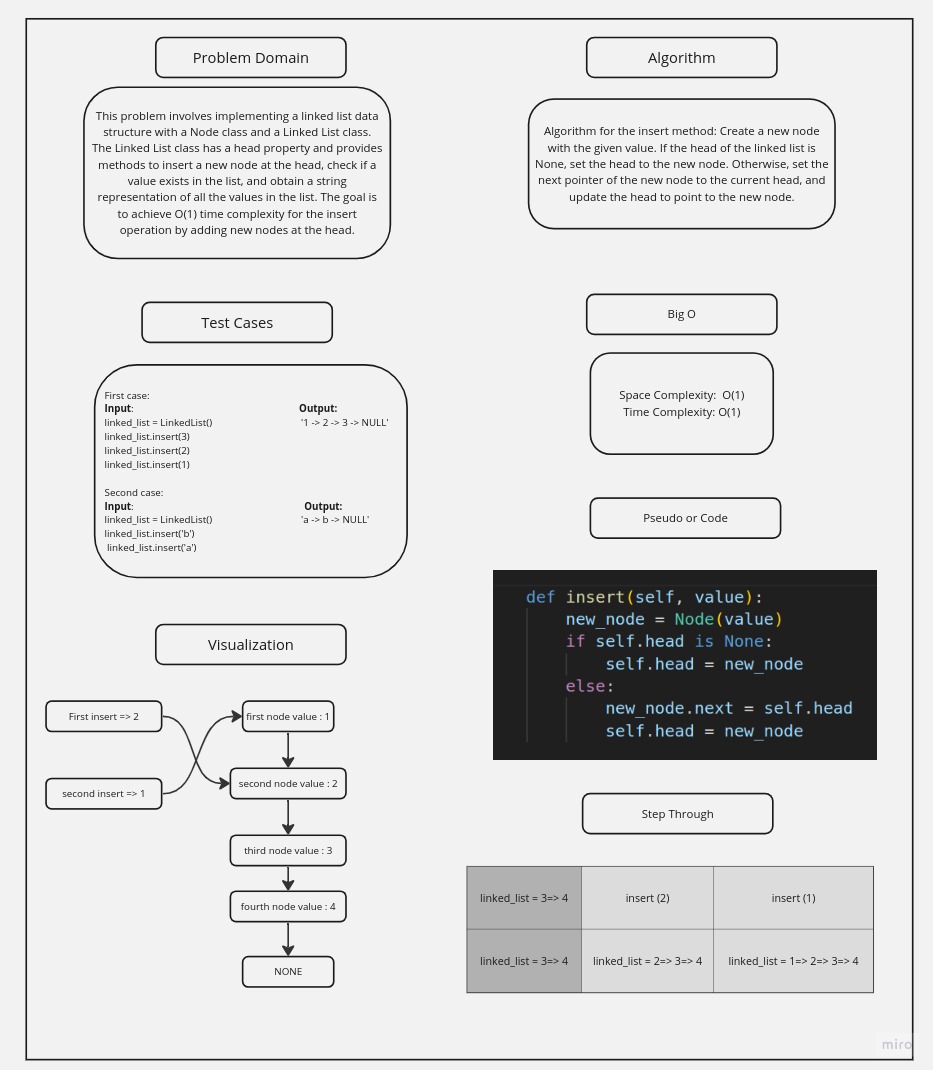 Problem Domain
This problem involves implementing a linked list data
structure with a Node class and a Linked List class.
The Linked List class has a head property and provides
methods to insert a new node at the head, check if a
value exists in the list, and obtain a string
representation of all the values in the list. The goal is
to achieve O(1) time complexity for the insert
operation by adding new nodes at the head.
Test Cases
First case:
Input: Output:
linked_list = LinkedList() '1 -> 2 -> 3 -> NULL'
linked_list.insert(3)
linked_list.insert(2)
linked_list.insert(1)
Second case:
Input: Output:
linked_list = LinkedList() 'a -> b -> NULL'
linked_list.insert('b')
linked_list.insert('a')
Visualization
First insert => 2
first node value : 1
second insert => 1
second node value : 2
third node value : 3
fourth node value : 4
NONE
Algorithm
Algorithm for the insert method: Create a new node
with the given value. If the head of the linked list is
None, set the head to the new node. Otherwise, set the
next pointer of the new node to the current head, and
update the head to point to the new node.
Big O
Space Complexity: O(1)
Time Complexity: O(1)
Pseudo or Code
def insert(self, value):
new_node = Node(value)
if self.head is None:
self.head = new_node
else:
new_node.next = self.head
self.head = new_node
Step Through
linked_list = 3=> 4 insert (2) insert (1)
linked_list = 3=> 4 linked_list = 2=> 3=> 4 linked_list = 1=> 2=> 3=> 4
miro